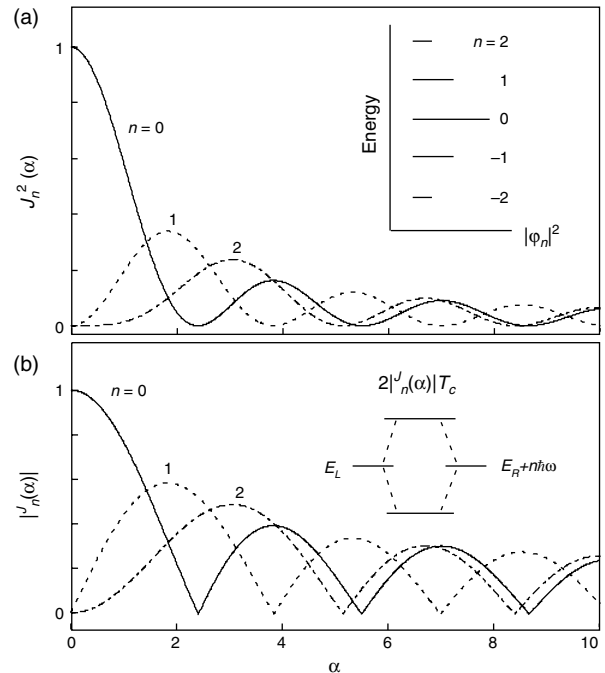 (a)
1
0
J_n^2 (α)
n = 0
1
2
Energy
n = 2
1
0
−1
−2
|φ_n|^2
(b)
1
0
|J_n(α)|
n = 0
1
2
2|J_n(α)|T_c
E_L
E_R+nħω
0 2 4 6 8 10
α